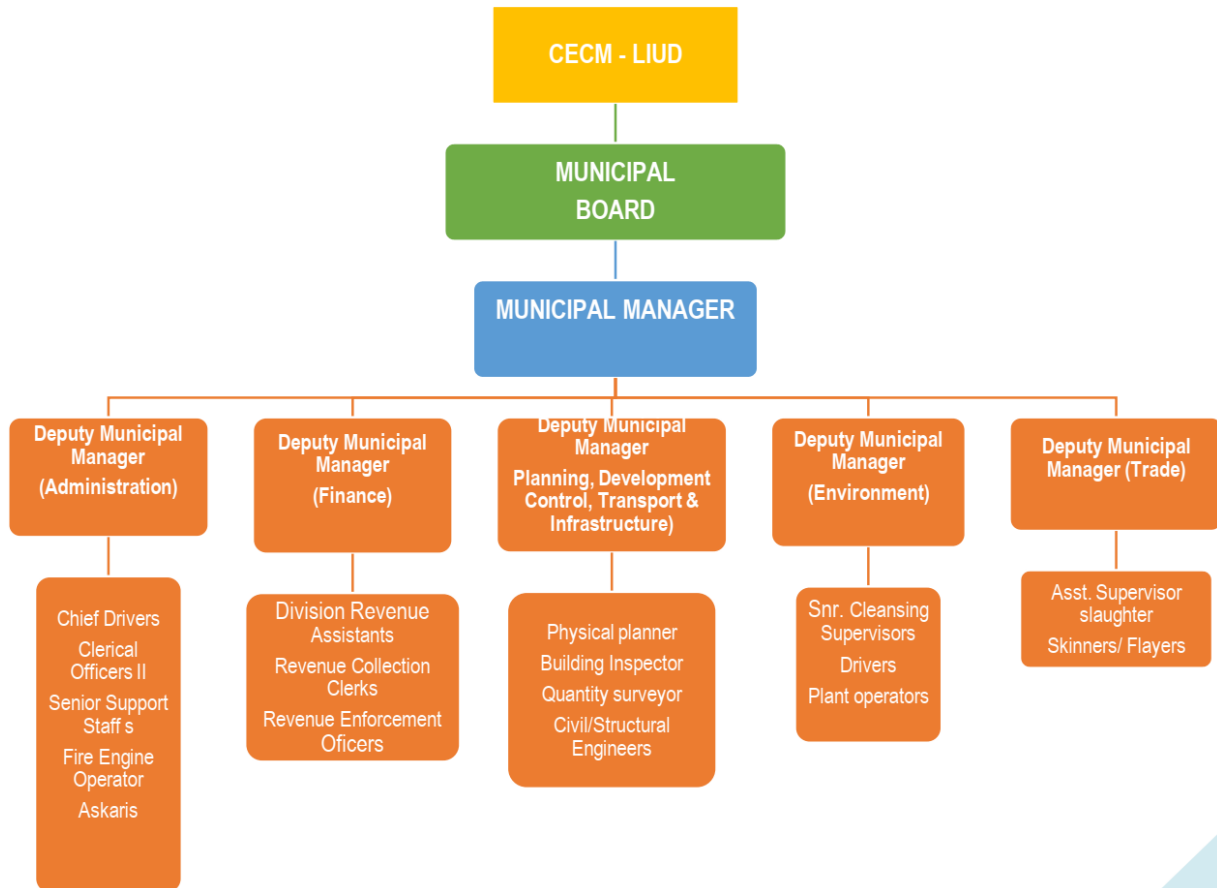 CECM - LIUD
MUNICIPAL
BOARD
MUNICIPAL MANAGER
Deputy Municipal
Manager
(Administration)
Deputy Municipal
Manager
(Finance)
Deputy Municipal
Manager
Planning, Development
Control, Transport &
Infrastructure)
Deputy Municipal
Manager
(Environment)
Deputy Municipal
Manager (Trade)
Chief Drivers
Clerical
Officers II
Senior Support
Staff s
Fire Engine
Operator
Askaris
Division Revenue
Assistants
Revenue Collection
Clerks
Revenue Enforcement
Oficers
Physical planner
Building Inspector
Quantity surveyor
Civil/Structural
Engineers
Snr. Cleansing
Supervisors
Drivers
Plant operators
Asst. Supervisor
slaughter
Skinners/ Flayers